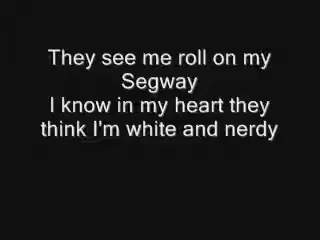 They see me roll on my
Segway
I know in my heart they
think I'm white and nerdy